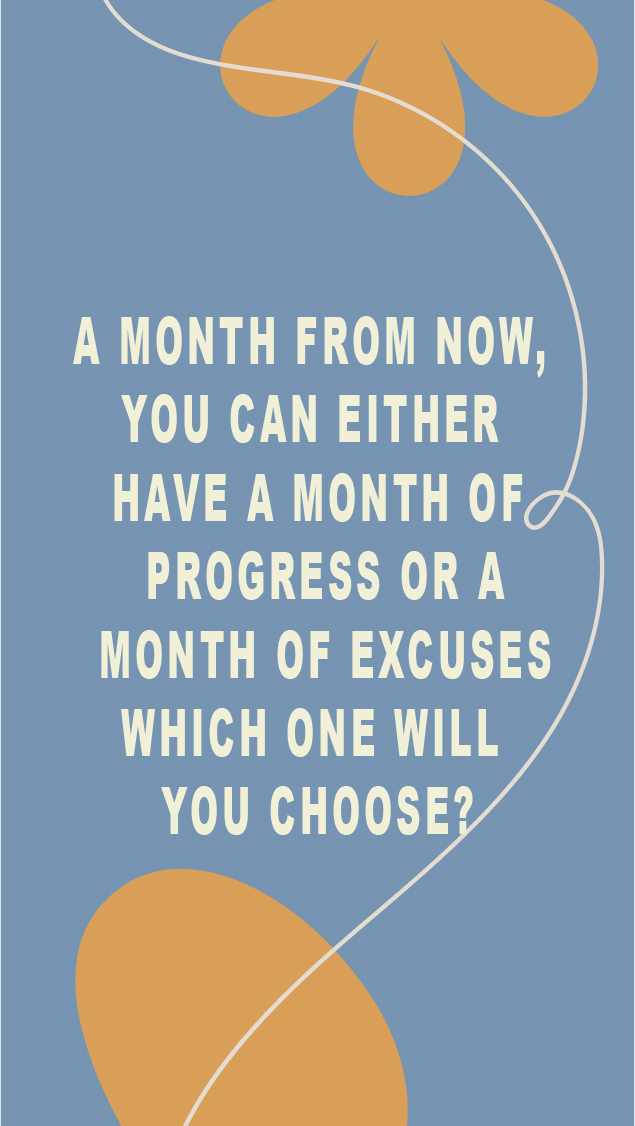 A MONTH FROM NOW,
YOU CAN EITHER
HAVE A MONTH OF
PROGRESS OR A
MONTH OF EXCUSES
WHICH ONE WILL
YOU CHOOSE?